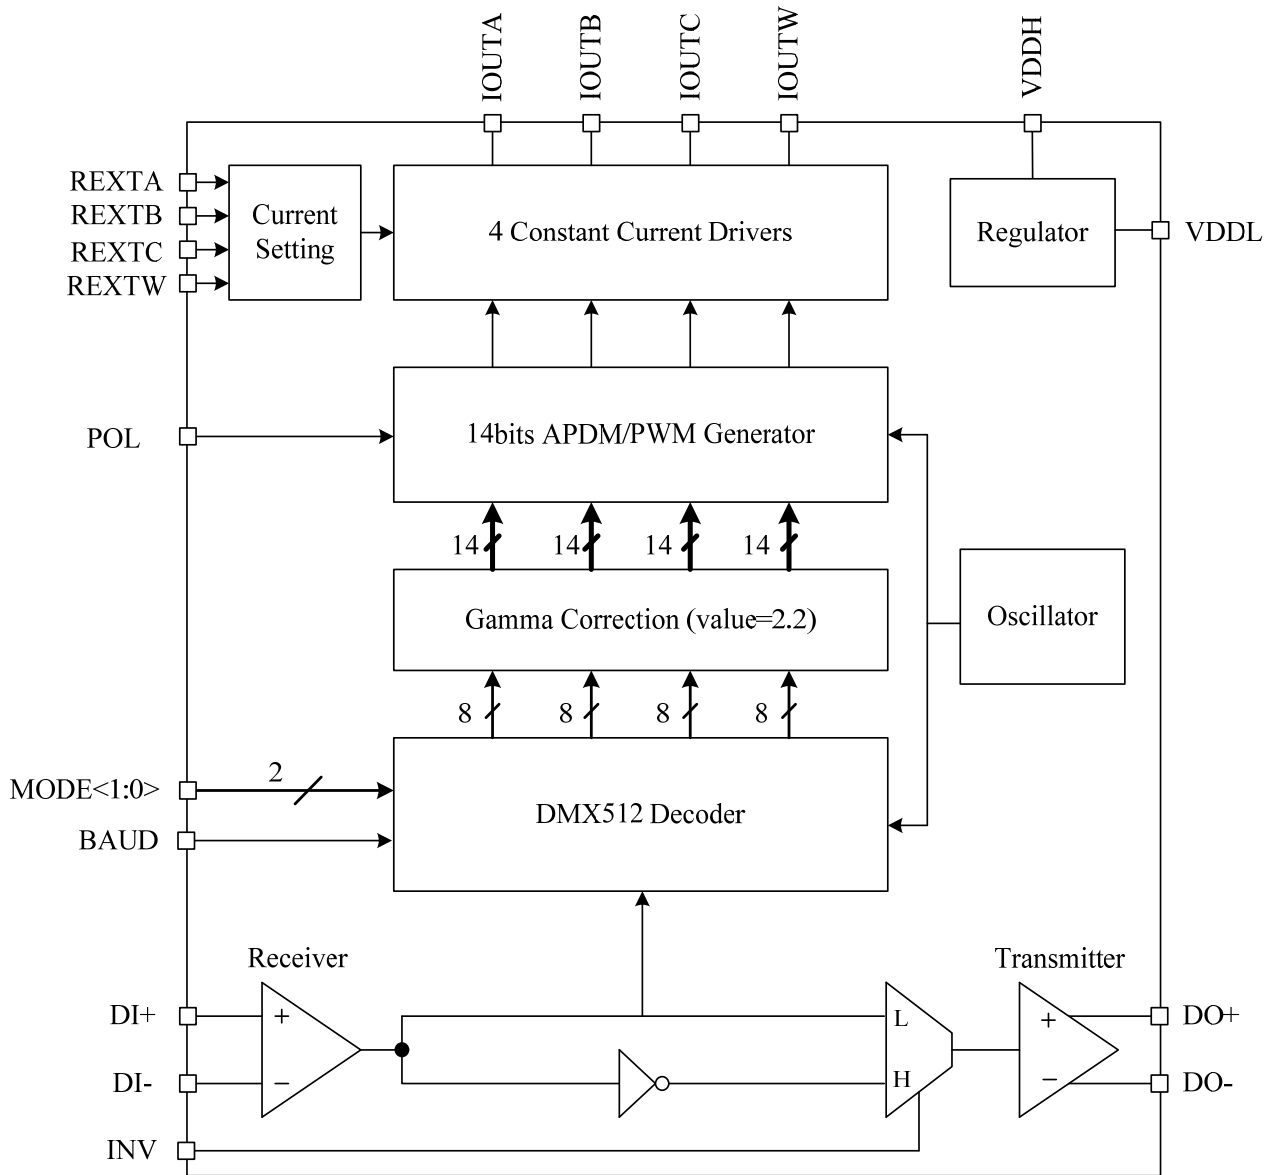 IOUTA
IOUTB
IOUTC
IOUTW
VDDH
REXTA
REXTB
REXTC
REXTW
Current
Setting
4 Constant Current Drivers
Regulator
VDDL
POL
14bits APDM/PWM Generator
14
14
14
14
Gamma Correction (value=2.2)
Oscillator
8
8
8
8
MODE<1:0>
2
BAUD
DMX512 Decoder
Receiver
Transmitter
DI+
+
L
+
DO+
DI-
−
H
−
DO-
INV